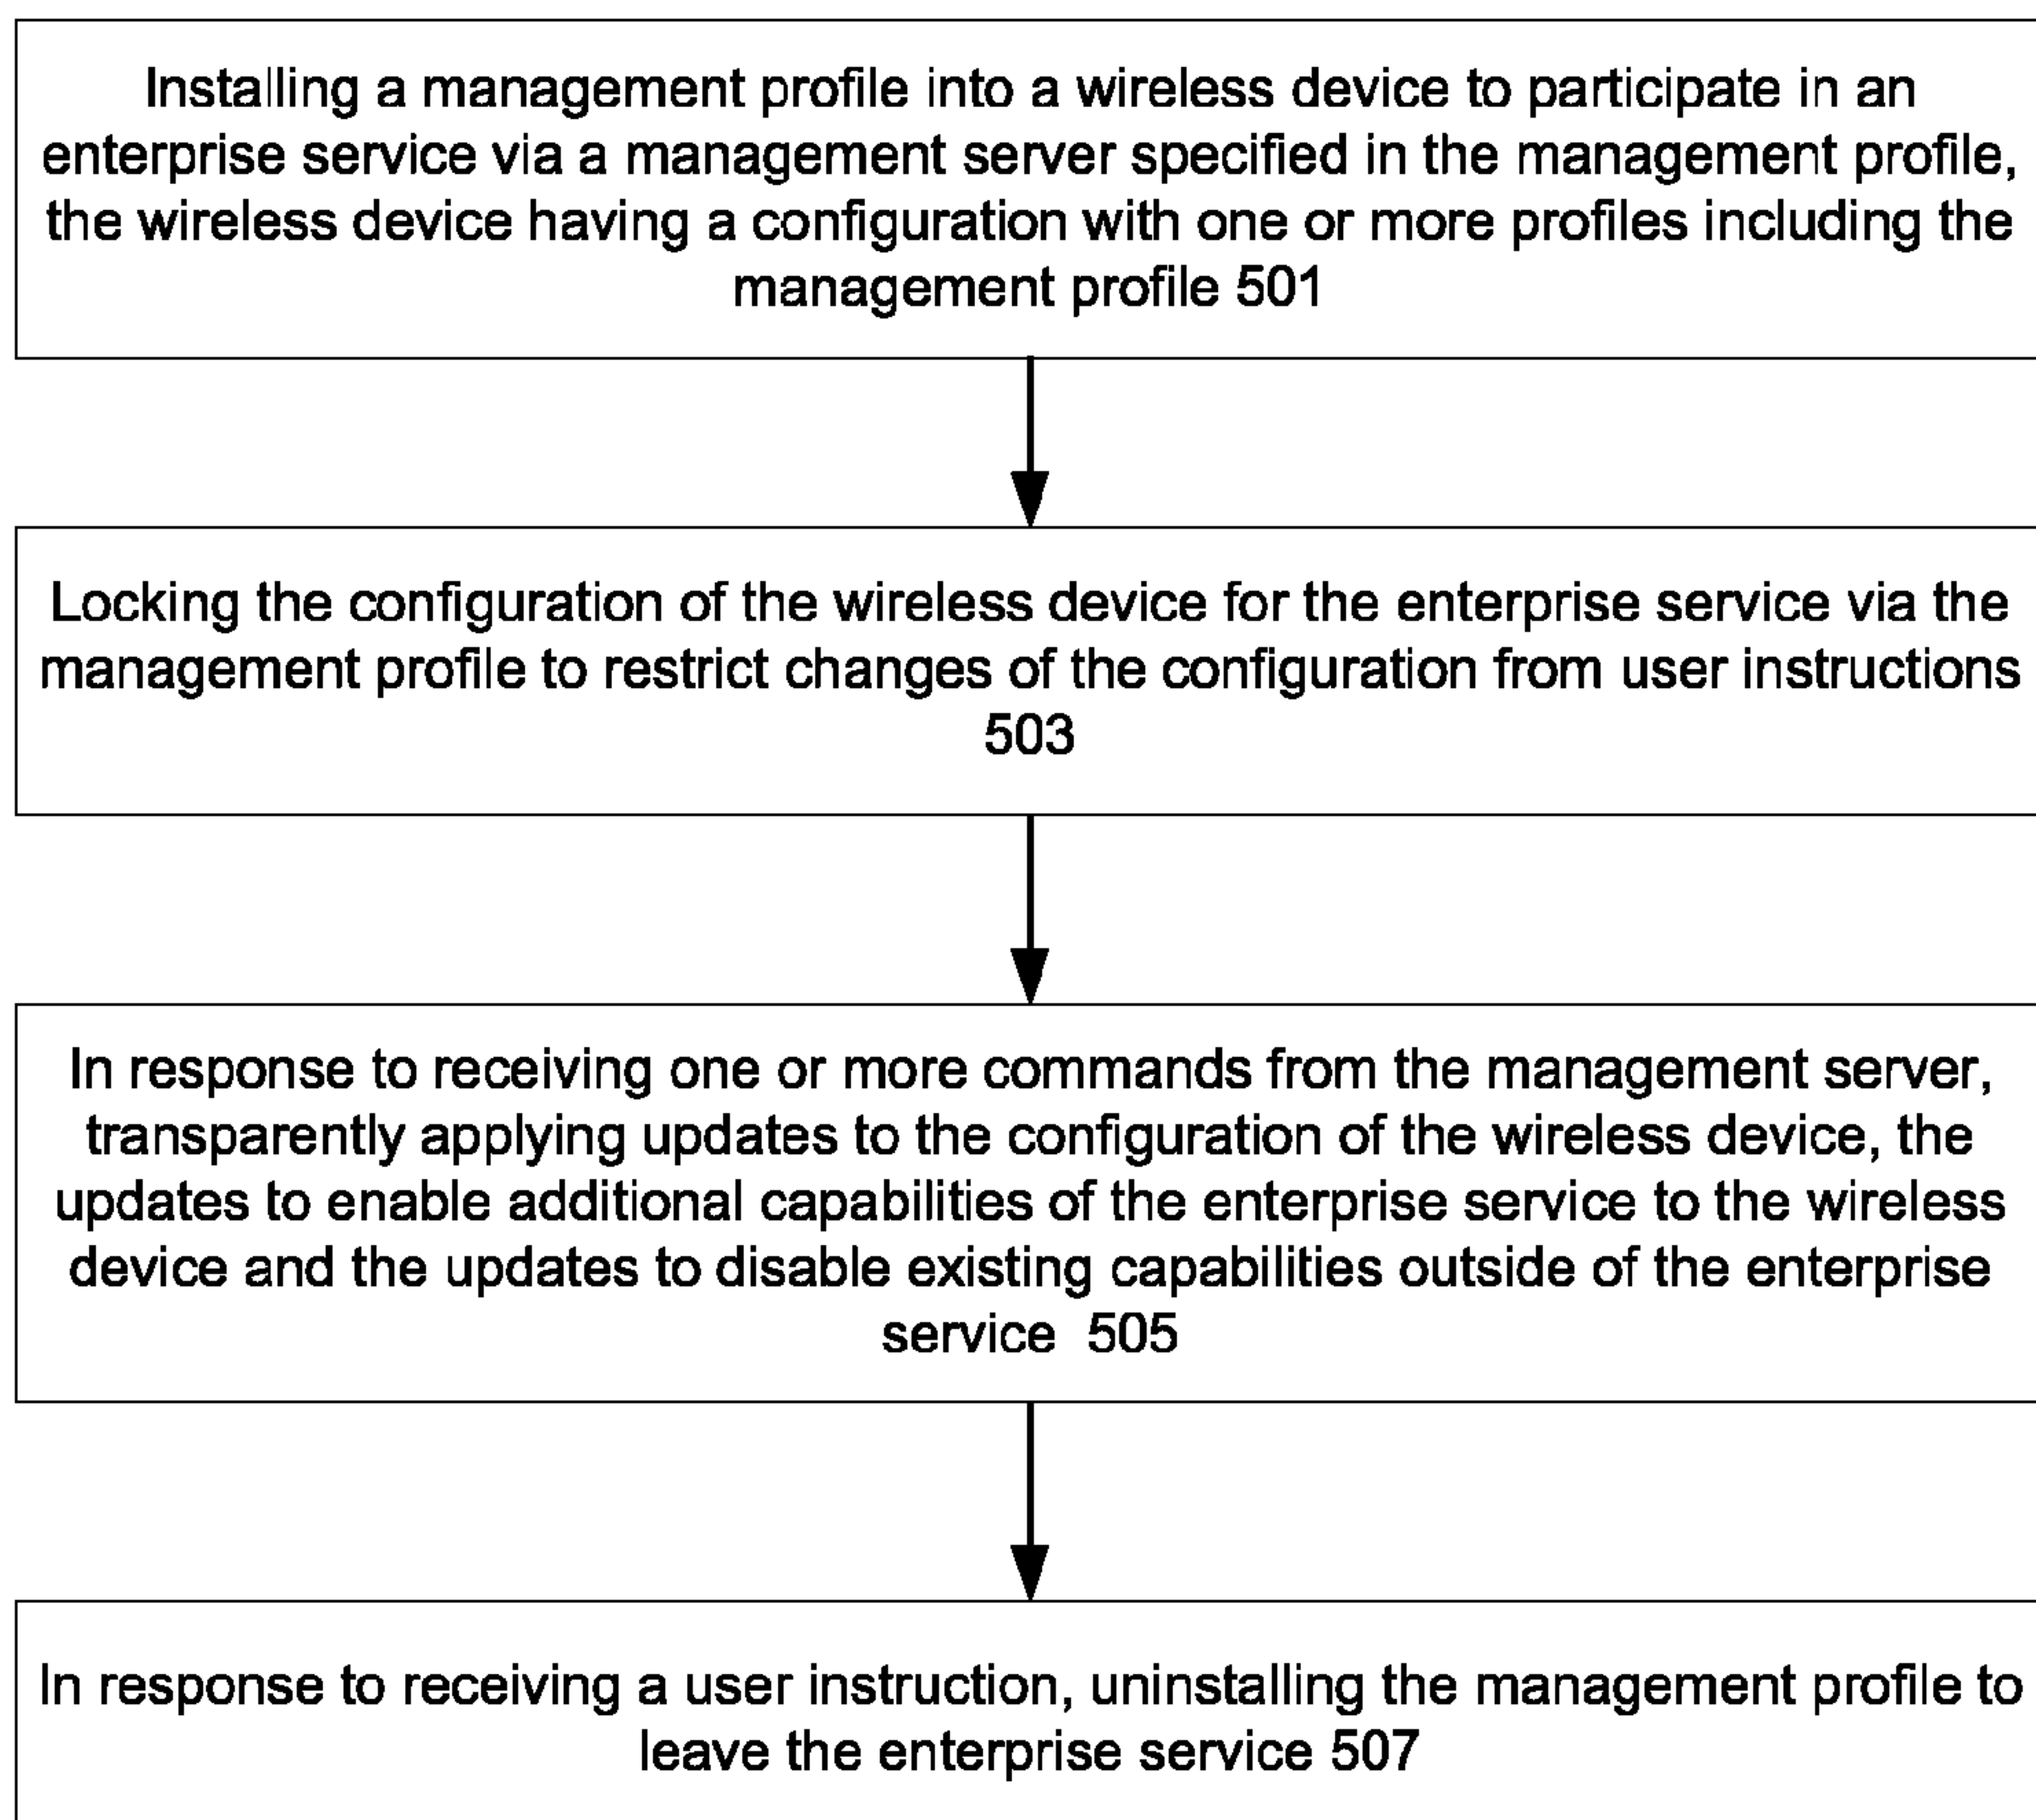 Installing a management profile into a wireless device to participate in an
enterprise service via a management server specified in the management profile,
the wireless device having a configuration with one or more profiles including the
management profile 501
Locking the configuration of the wireless device for the enterprise service via the
management profile to restrict changes of the configuration from user instructions
503
In response to receiving one or more commands from the management server,
transparently applying updates to the configuration of the wireless device, the
updates to enable additional capabilities of the enterprise service to the wireless
device and the updates to disable existing capabilities outside of the enterprise
service  505
In response to receiving a user instruction, uninstalling the management profile to
leave the enterprise service 507